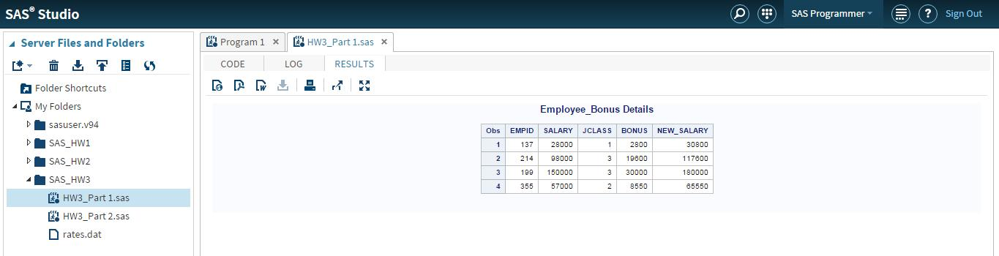 SAS® Studio
SAS Programmer
? Sign Out
Server Files and Folders
Folder Shortcuts
My Folders
sasuser.v94
SAS_HW1
SAS_HW2
SAS_HW3
HW3_Part 1.sas
HW3_Part 2.sas
rates.dat
Program 1 × HW3_Part 1.sas ×
CODE LOG RESULTS
Employee_Bonus Details
Obs EMPID SALARY JCLASS BONUS NEW_SALARY
1 137 28000 1 2800 30800
2 214 98000 3 19600 117600
3 199 150000 3 30000 180000
4 355 57000 2 8550 65550